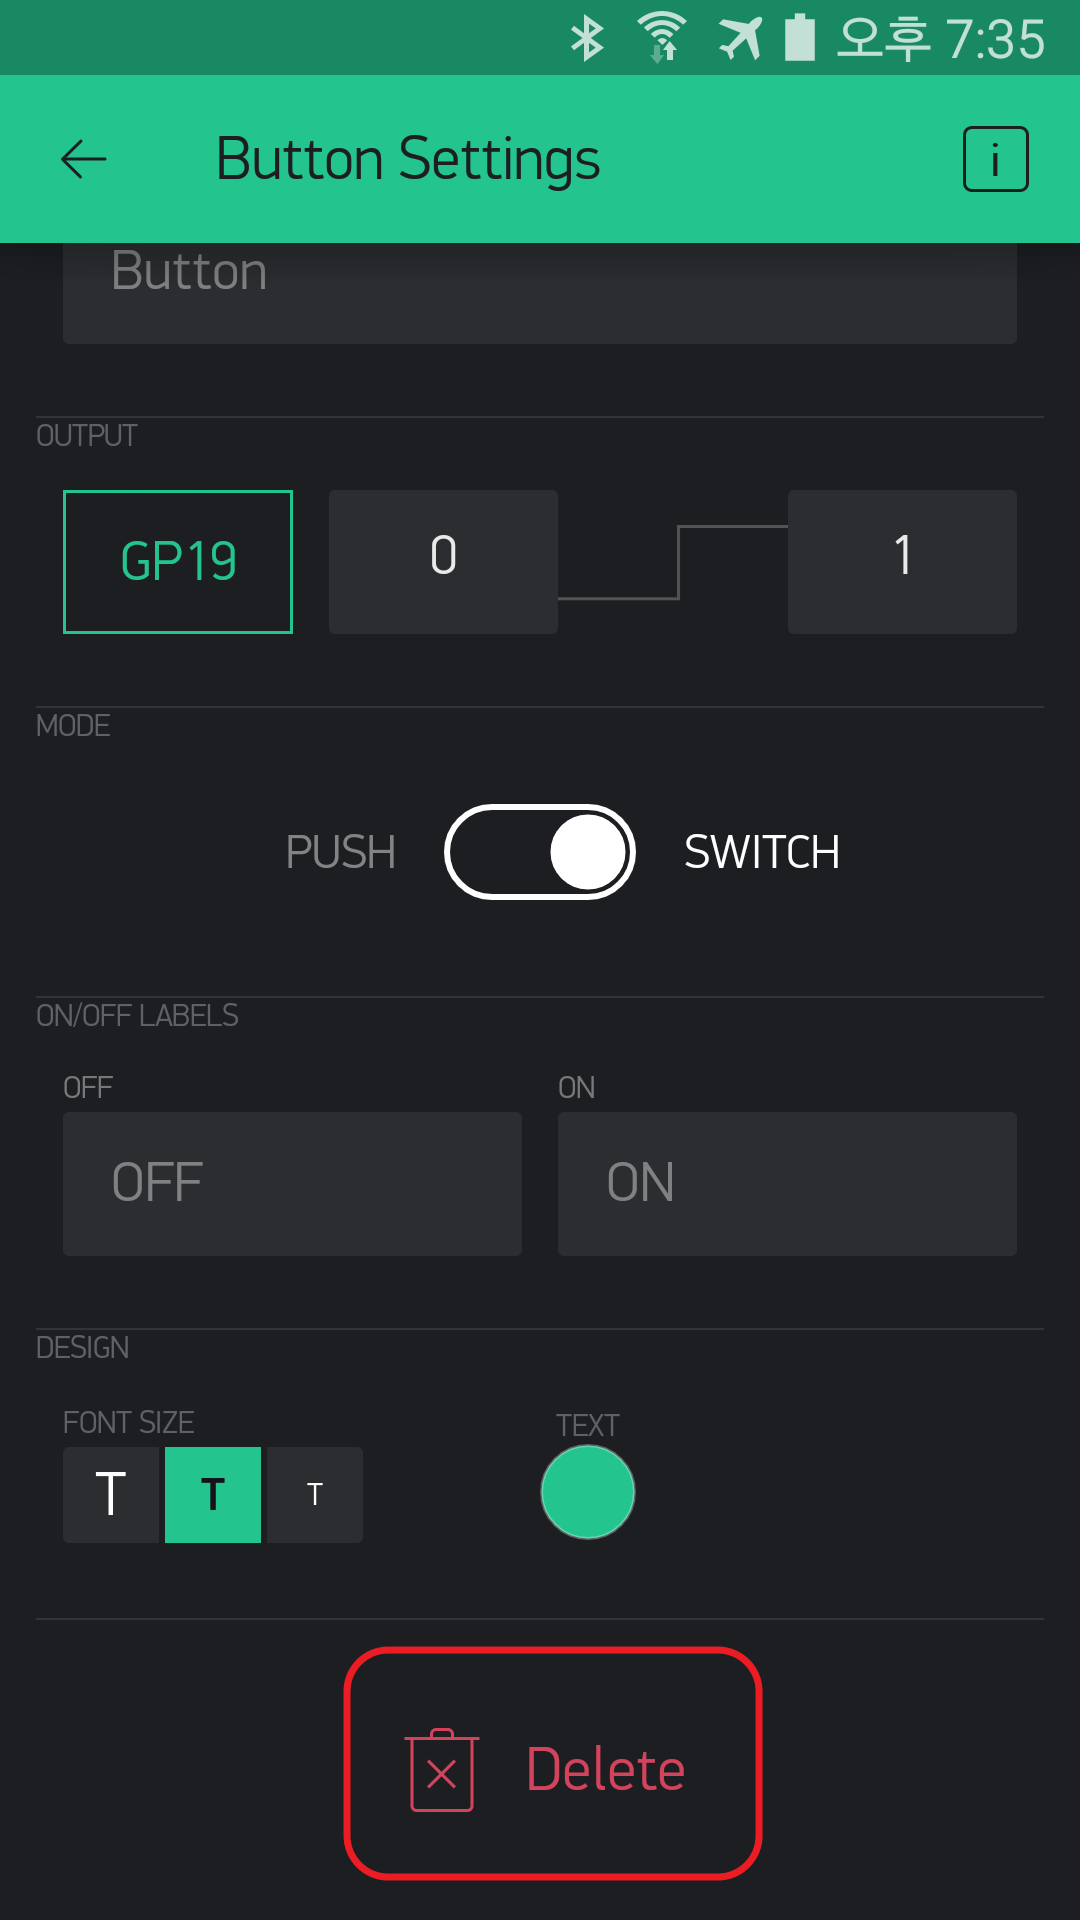 오후 7:35
Button Settings
i
Button
OUTPUT
GP19 0 1
MODE
PUSH SWITCH
ON/OFF LABELS
OFF ON
OFF ON
DESIGN
FONT SIZE TEXT
T T T
Delete